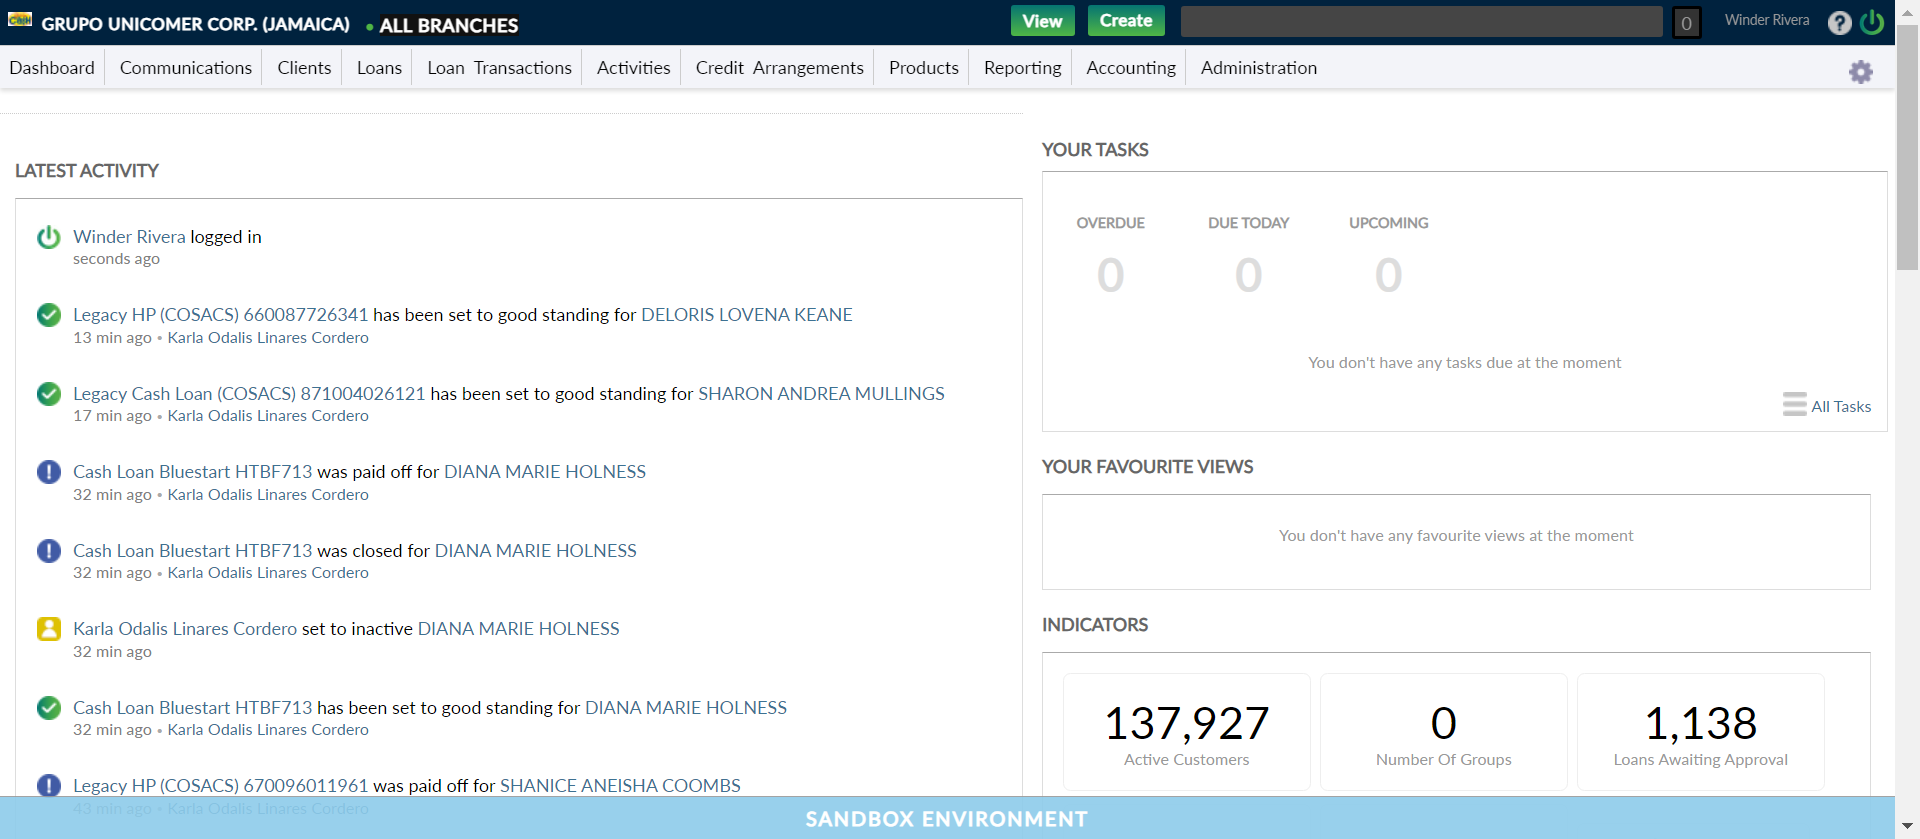 GRUPO UNICOMER CORP. (JAMAICA) • ALL BRANCHES View Create 0 Winder Rivera ?
Dashboard Communications Clients Loans Loan Transactions Activities Credit Arrangements Products Reporting Accounting Administration
LATEST ACTIVITY
Winder Rivera logged in
seconds ago
Legacy HP (COSACS) 660087726341 has been set to good standing for DELORIS LOVENA KEANE
13 min ago • Karla Odalis Linares Cordero
Legacy Cash Loan (COSACS) 871004026121 has been set to good standing for SHARON ANDREA MULLINGS
17 min ago • Karla Odalis Linares Cordero
Cash Loan Bluestart HTBF713 was paid off for DIANA MARIE HOLNESS
32 min ago • Karla Odalis Linares Cordero
Cash Loan Bluestart HTBF713 was closed for DIANA MARIE HOLNESS
32 min ago • Karla Odalis Linares Cordero
Karla Odalis Linares Cordero set to inactive DIANA MARIE HOLNESS
32 min ago
Cash Loan Bluestart HTBF713 has been set to good standing for DIANA MARIE HOLNESS
32 min ago • Karla Odalis Linares Cordero
Legacy HP (COSACS) 670096011961 was paid off for SHANICE ANEISHA COOMBS
43 min ago • Karla Odalis Linares Cordero
YOUR TASKS
OVERDUE DUE TODAY UPCOMING
0 0 0
You don't have any tasks due at the moment
All Tasks
YOUR FAVOURITE VIEWS
You don't have any favourite views at the moment
INDICATORS
137,927 0 1,138
Active Customers Number Of Groups Loans Awaiting Approval
SANDBOX ENVIRONMENT